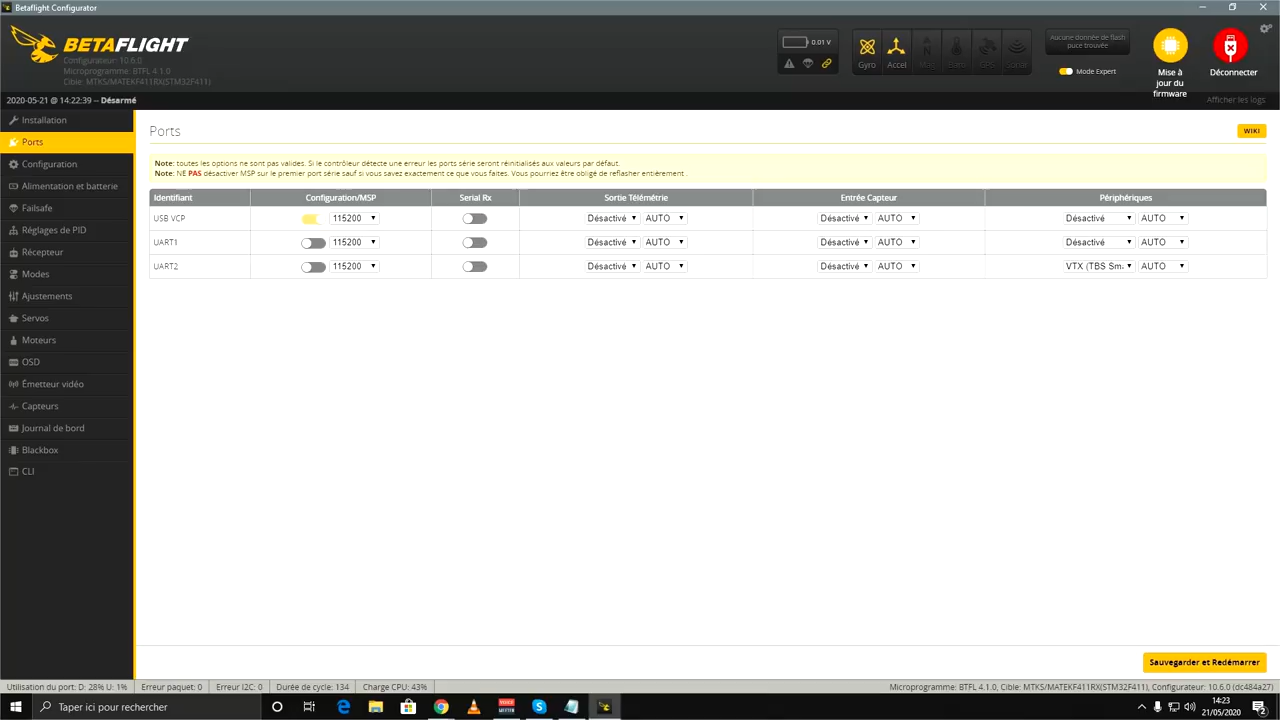 Betaflight Configurator
BETAFLIGHT
Configurateur: 10.6.0
Microprogramme: BTFL 4.1.0
Cible: MTKS/MATEKF411RX(STM32F411)
0.01 V
Gyro Accel Mag Baro GPS Sonar
Aucune donnée de flash
puce trouvée
Mode Expert
Mise à
jour du
firmware
Déconnecter
2020-05-21 @ 14:22:39 -- Désarmé
Afficher les logs
Installation
Ports
Configuration
Alimentation et batterie
Failsafe
Réglages de PID
Récepteur
Modes
Ajustements
Servos
Moteurs
OSD
Émetteur vidéo
Capteurs
Journal de bord
Blackbox
CLI
Ports
WIKI
Note: toutes les options ne sont pas valides. Si le contrôleur détecte une erreur les ports série seront réinitialisés aux valeurs par défaut.
Note: NE PAS désactiver MSP sur le premier port série sauf si vous savez exactement ce que vous faites. Vous pourriez être obligé de reflasher entièrement .
Identifiant Configuration/MSP Serial Rx Sortie Télémétrie Entrée Capteur Périphériques
USB VCP 115200 Désactivé AUTO Désactivé AUTO Désactivé AUTO
UART1 115200 Désactivé AUTO Désactivé AUTO Désactivé AUTO
UART2 115200 Désactivé AUTO Désactivé AUTO VTX (TBS Sm AUTO
Sauvegarder et Redémarrer
Utilisation du port: D: 28% U: 1% Erreur paquet: 0 Erreur I2C: 0 Durée de cycle: 134 Charge CPU: 43% Microprogramme: BTFL 4.1.0, Cible: MTKS/MATEKF411RX(STM32F411), Configurateur: 10.6.0 (dc484a27)
Taper ici pour rechercher
14:23
21/05/2020
2